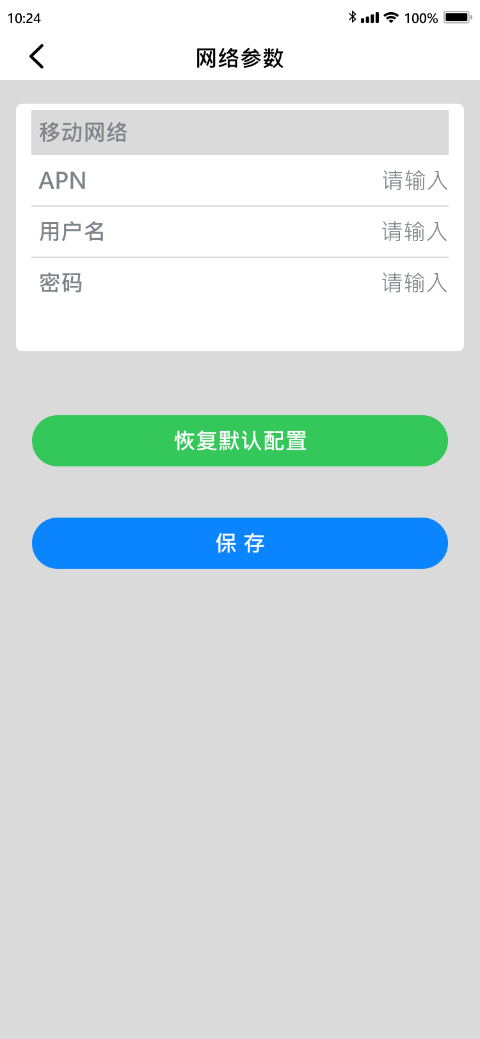 10:24 100%
网络参数
移动网络
APN 请输入
用户名 请输入
密码 请输入
恢复默认配置
保 存